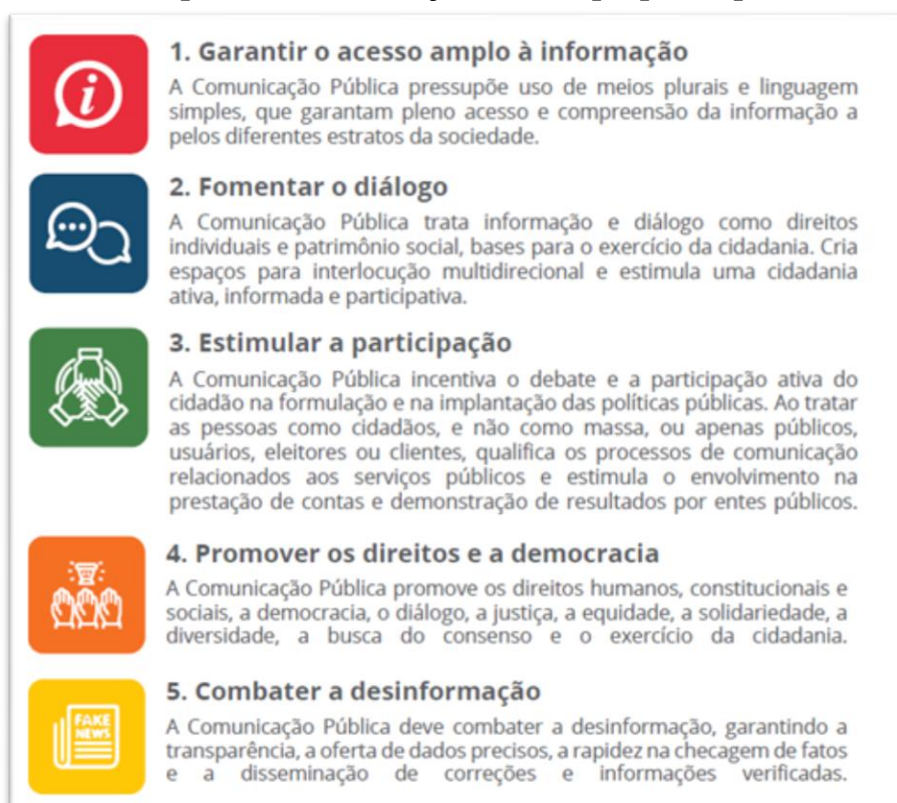 1. Garantir o acesso amplo à informação
A Comunicação Pública pressupõe uso de meios plurais e linguagem
simples, que garantam pleno acesso e compreensão da informação a
pelos diferentes estratos da sociedade.
2. Fomentar o diálogo
A Comunicação Pública trata informação e diálogo como direitos
individuais e patrimônio social, bases para o exercício da cidadania. Cria
espaços para interlocução multidirecional e estimula uma cidadania
ativa, informada e participativa.
3. Estimular a participação
A Comunicação Pública incentiva o debate e a participação ativa do
cidadão na formulação e na implantação das políticas públicas. Ao tratar
as pessoas como cidadãos, e não como massa, ou apenas públicos,
usuários, eleitores ou clientes, qualifica os processos de comunicação
relacionados aos serviços públicos e estimula o envolvimento na
prestação de contas e demonstração de resultados por entes públicos.
4. Promover os direitos e a democracia
A Comunicação Pública promove os direitos humanos, constitucionais e
sociais, a democracia, o diálogo, a justiça, a equidade, a solidariedade, a
diversidade, a busca do consenso e o exercício da cidadania.
FAKE
NEWS
5. Combater a desinformação
A Comunicação Pública deve combater a desinformação, garantindo a
transparência, a oferta de dados precisos, a rapidez na checagem de fatos
e a disseminação de correções e informações verificadas.